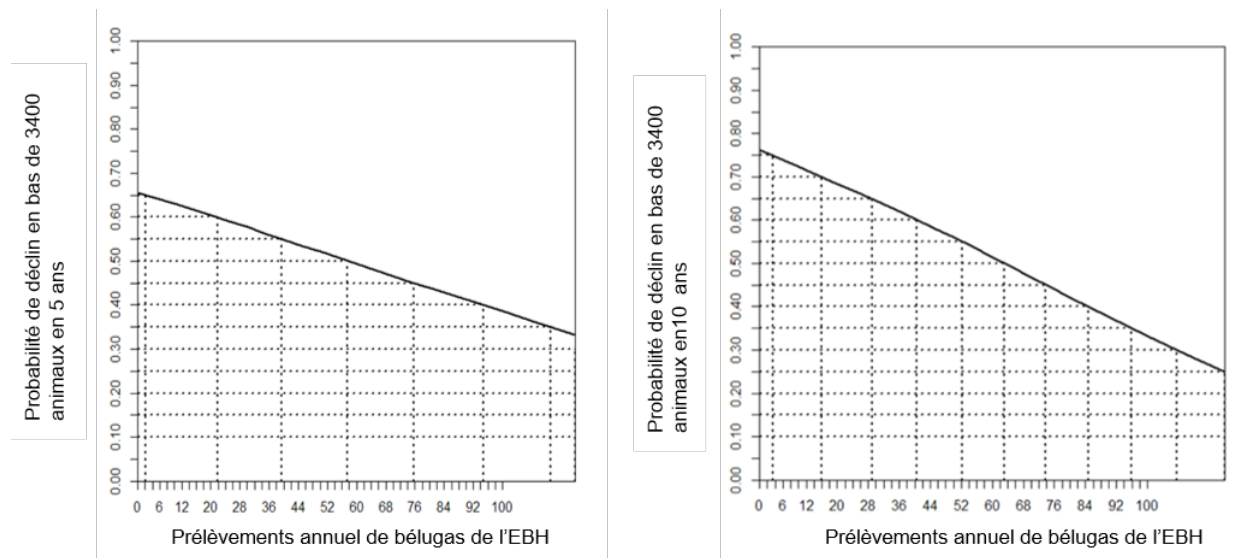 Probabilité de déclin en bas de 3400
animaux en 5 ans
1.00
0.90
0.80
0.70
0.60
0.50
0.40
0.30
0.20
0.10
0.00
0 6 12 20 28 36 44 52 60 68 76 84 92 100
Prélèvements annuel de bélugas de l'EBH
Probabilité de déclin en bas de 3400
animaux en10 ans
1.00
0.90
0.80
0.70
0.60
0.50
0.40
0.30
0.20
0.10
0.00
0 6 12 20 28 36 44 52 60 68 76 84 92 100
Prélèvements annuel de bélugas de l'EBH